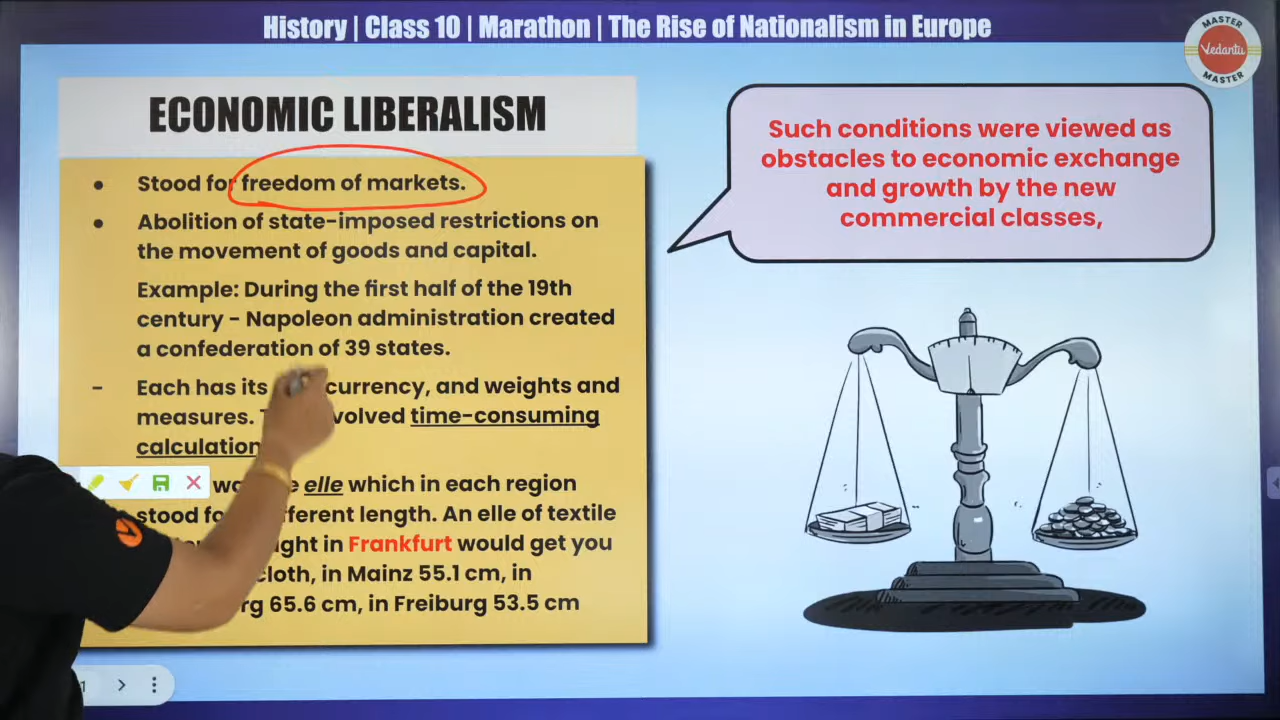 History | Class 10 | Marathon | The Rise of Nationalism in Europe
MASTER
Vedantu
MASTER
ECONOMIC LIBERALISM
• Stood for freedom of markets.
• Abolition of state-imposed restrictions on
the movement of goods and capital.
Example: During the first half of the 19th
century - Napoleon administration created
a confederation of 39 states.
- Each has its currency, and weights and
measures. time-consuming
elle which in each region
stood length. An elle of textile
in Frankfurt would get you
cloth, in Mainz 55.1 cm, in
65.6 cm, in Freiburg 53.5 cm
Such conditions were viewed as
obstacles to economic exchange
and growth by the new
commercial classes,